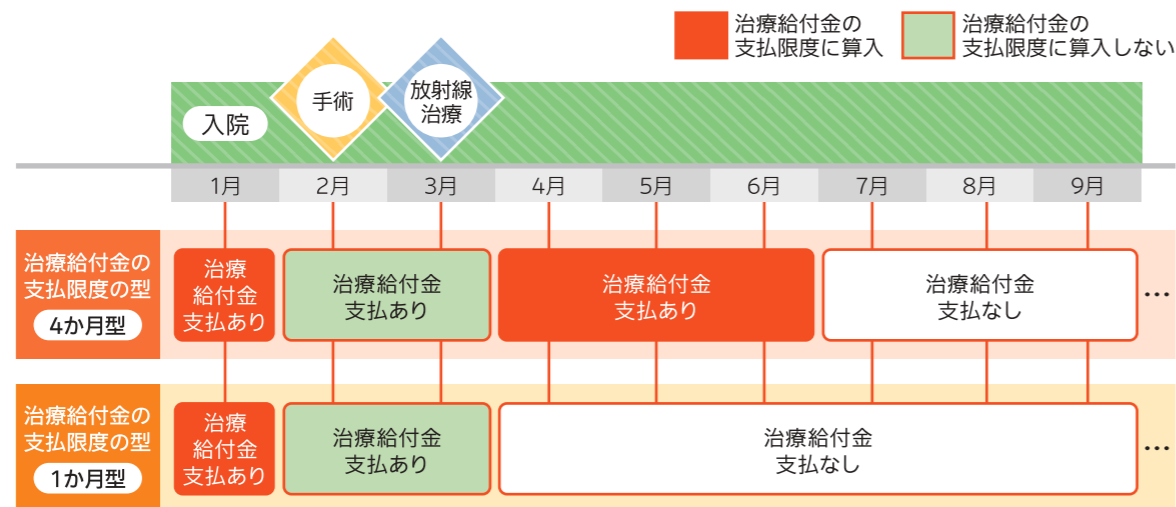 治療給付金の
支払限度に算入
治療給付金の
支払限度に算入しない
手術
放射線
治療
入院
1月
2月
3月
4月
5月
6月
7月
8月
9月
治療給付金の
支払限度の型
4か月型
治療
給付金
支払あり
治療給付金
支払あり
治療給付金
支払あり
治療給付金
支払なし
…
治療給付金の
支払限度の型
1か月型
治療
給付金
支払あり
治療給付金
支払あり
治療給付金
支払なし
…